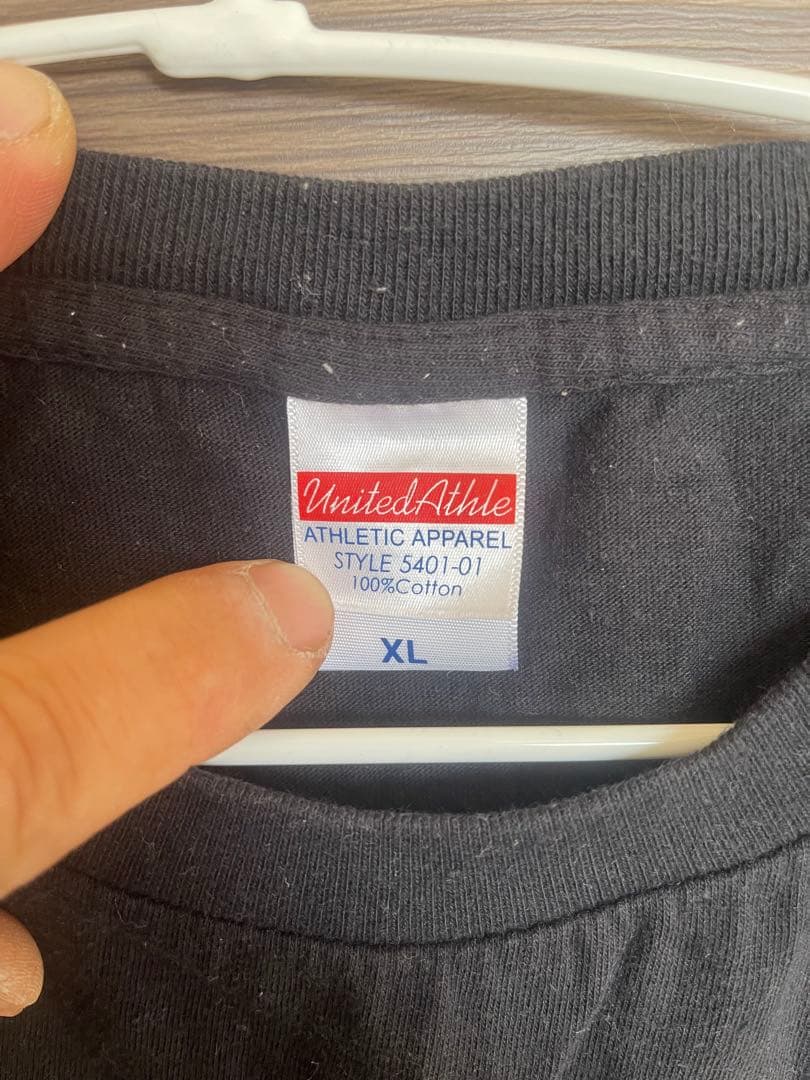 UnitedAthle
ATHLETIC APPAREL
STYLE 5401-01
100%Cotton
XL